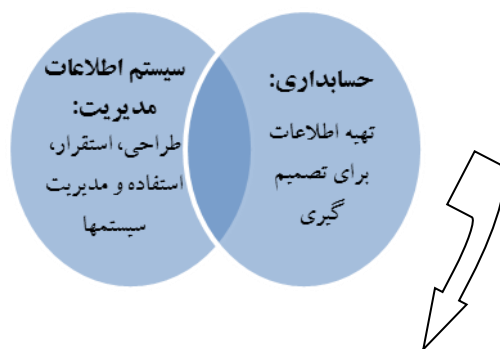 حسابداری:
تهیه اطلاعات
برای تصمیم
گیری
سیستم اطلاعات
مدیریت:
طراحی، استقرار،
استفاده و مدیریت
سیستمها